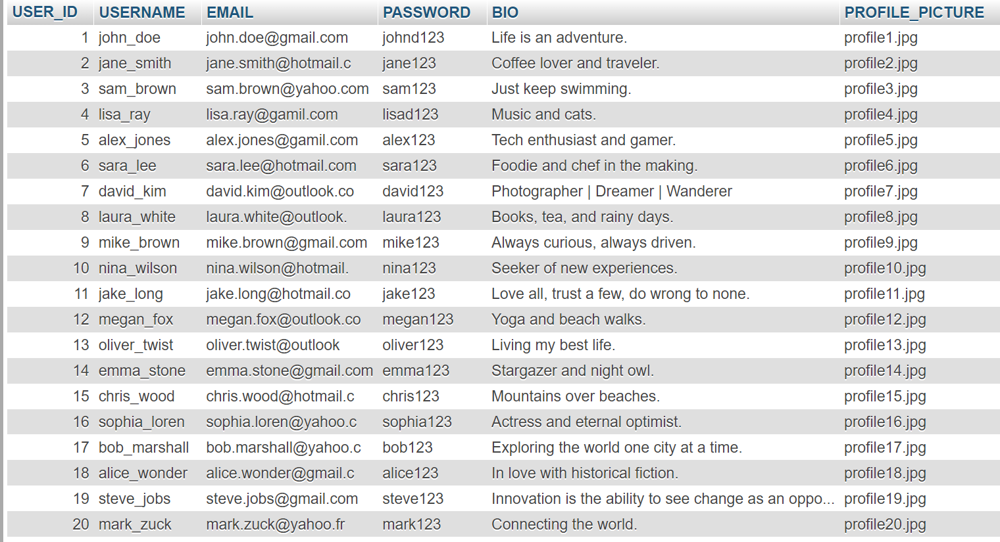 USER_ID USERNAME EMAIL PASSWORD BIO PROFILE_PICTURE
1 john_doe john.doe@gmail.com johnd123 Life is an adventure. profile1.jpg
2 jane_smith jane.smith@hotmail.c jane123 Coffee lover and traveler. profile2.jpg
3 sam_brown sam.brown@yahoo.com sam123 Just keep swimming. profile3.jpg
4 lisa_ray lisa.ray@gamil.com lisad123 Music and cats. profile4.jpg
5 alex_jones alex.jones@gamil.com alex123 Tech enthusiast and gamer. profile5.jpg
6 sara_lee sara.lee@hotmail.com sara123 Foodie and chef in the making. profile6.jpg
7 david_kim david.kim@outlook.co david123 Photographer | Dreamer | Wanderer profile7.jpg
8 laura_white laura.white@outlook. laura123 Books, tea, and rainy days. profile8.jpg
9 mike_brown mike.brown@gmail.com mike123 Always curious, always driven. profile9.jpg
10 nina_wilson nina.wilson@hotmail. nina123 Seeker of new experiences. profile10.jpg
11 jake_long jake.long@hotmail.co jake123 Love all, trust a few, do wrong to none. profile11.jpg
12 megan_fox megan.fox@outlook.co megan123 Yoga and beach walks. profile12.jpg
13 oliver_twist oliver.twist@outlook oliver123 Living my best life. profile13.jpg
14 emma_stone emma.stone@gmail.com emma123 Stargazer and night owl. profile14.jpg
15 chris_wood chris.wood@hotmail.c chris123 Mountains over beaches. profile15.jpg
16 sophia_loren sophia.loren@yahoo.c sophia123 Actress and eternal optimist. profile16.jpg
17 bob_marshall bob.marshall@yahoo.c bob123 Exploring the world one city at a time. profile17.jpg
18 alice_wonder alice.wonder@gmail.c alice123 In love with historical fiction. profile18.jpg
19 steve_jobs steve.jobs@gmail.com steve123 Innovation is the ability to see change as an oppo... profile19.jpg
20 mark_zuck mark.zuck@yahoo.fr mark123 Connecting the world. profile20.jpg